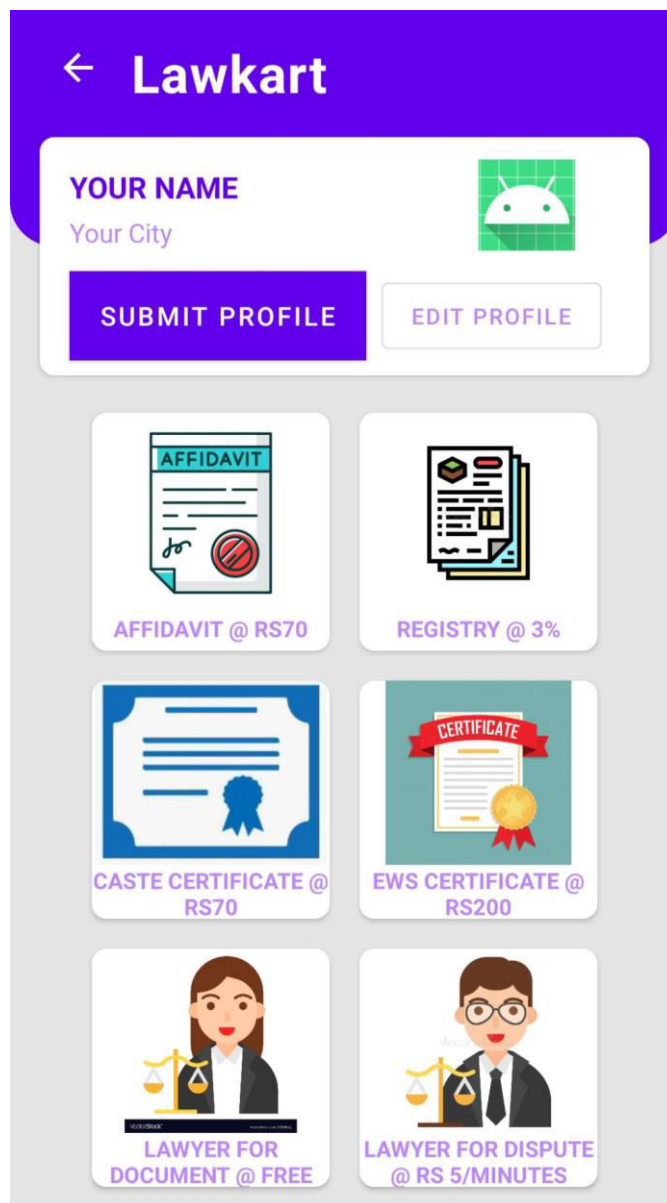 Lawkart
YOUR NAME
Your City
SUBMIT PROFILE
EDIT PROFILE
AFFIDAVIT
AFFIDAVIT @ RS70
REGISTRY @ 3%
CERTIFICATE
CASTE CERTIFICATE @
RS70
EWS CERTIFICATE @
RS200
VectorStock
LAWYER FOR
DOCUMENT @ FREE
LAWYER FOR DISPUTE
@ RS 5/MINUTES